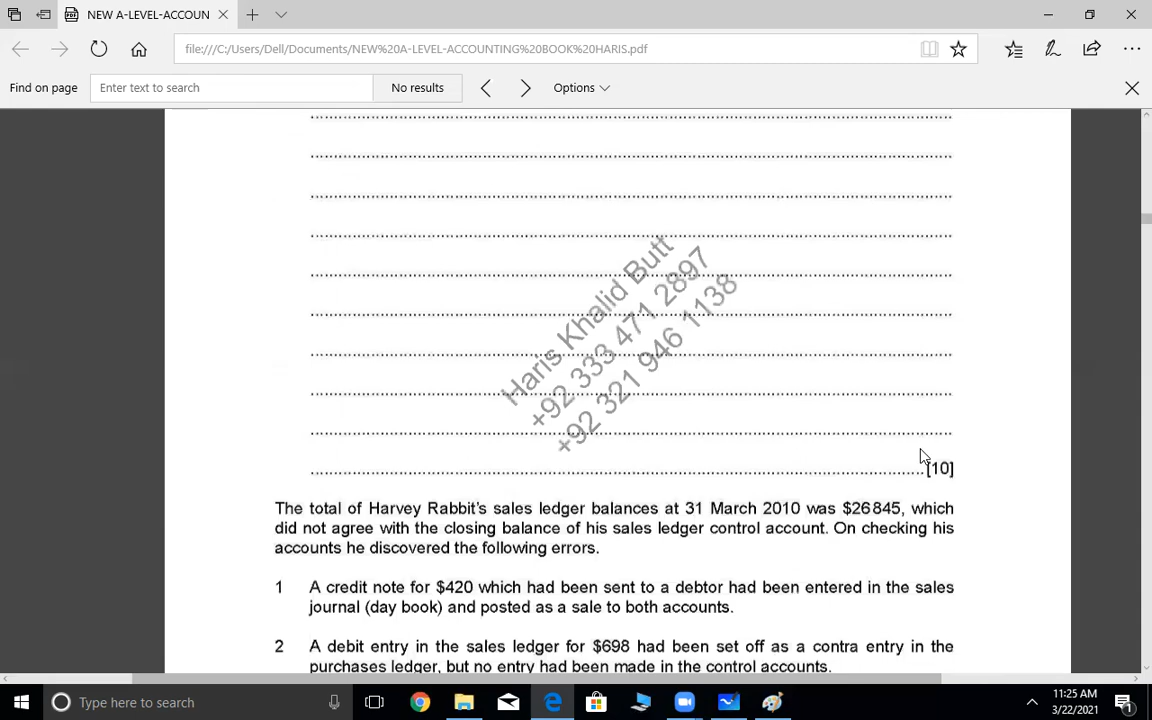 NEW A-LEVEL-ACCOUN
file:///C:/Users/Dell/Documents/NEW%20A-LEVEL-ACCOUNTING%20BOOK%20HARIS.pdf
Find on page
Enter text to search
No results
Options
Haris Khalid Butt
+92 333 471 2897
+92 321 946 1138
[10]
The total of Harvey Rabbit's sales ledger balances at 31 March 2010 was $26 845, which
did not agree with the closing balance of his sales ledger control account. On checking his
accounts he discovered the following errors.
1 A credit note for $420 which had been sent to a debtor had been entered in the sales
journal (day book) and posted as a sale to both accounts.
2 A debit entry in the sales ledger for $698 had been set off as a contra entry in the
purchases ledger, but no entry had been made in the control accounts.
Type here to search
11:25 AM
3/22/2021
1